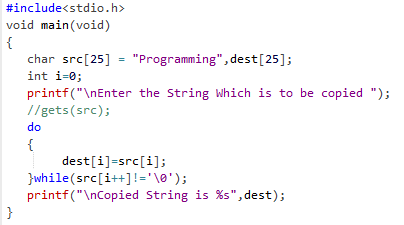 #include<stdio.h>
void main(void)
{
   char src[25] = "Programming",dest[25];
   int i=0;
   printf("\nEnter the String Which is to be copied ");
   //gets(src);
   do
   {
        dest[i]=src[i];
   }while(src[i++]!='\0');
   printf("\nCopied String is %s",dest);
}